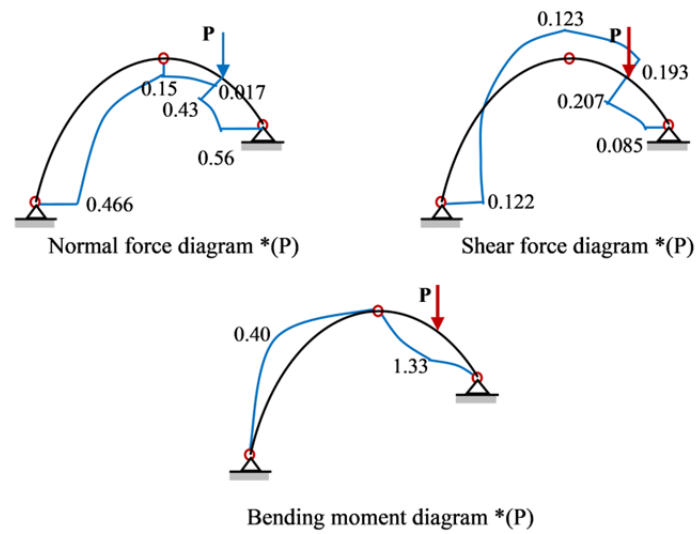 P
0.15
0.017
0.43
0.56
0.466
Normal force diagram *(P)
0.123
P
0.193
0.207
0.085
0.122
Shear force diagram *(P)
P
0.40
1.33
Bending moment diagram *(P)